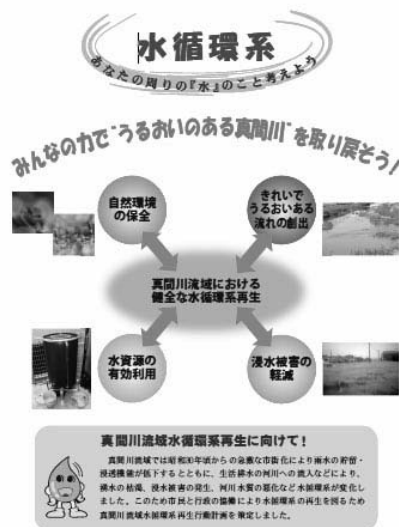 水循環系
あなたの周りの『水』のこと考えよう
みんなの力で"うるおいのある真間川"を取り戻そう！
自然環境
の保全
きれいで
うるおいある
流れの創出
真間川流域における
健全な水循環系再生
水資源の
有効利用
浸水被害の
軽減
真間川流域水循環系再生に向けて！
真間川流域では昭和30年頃からの急激な市街化により雨水の貯留・
浸透機能が低下するとともに、生活排水の河川への流入などにより、
湧水の枯渇、浸水被害の発生、河川水質の悪化など水循環系が変化し
ました。このため市民と行政の協働により水循環系の再生を図るため
真間川流域水循環系再生行動計画を策定しました。